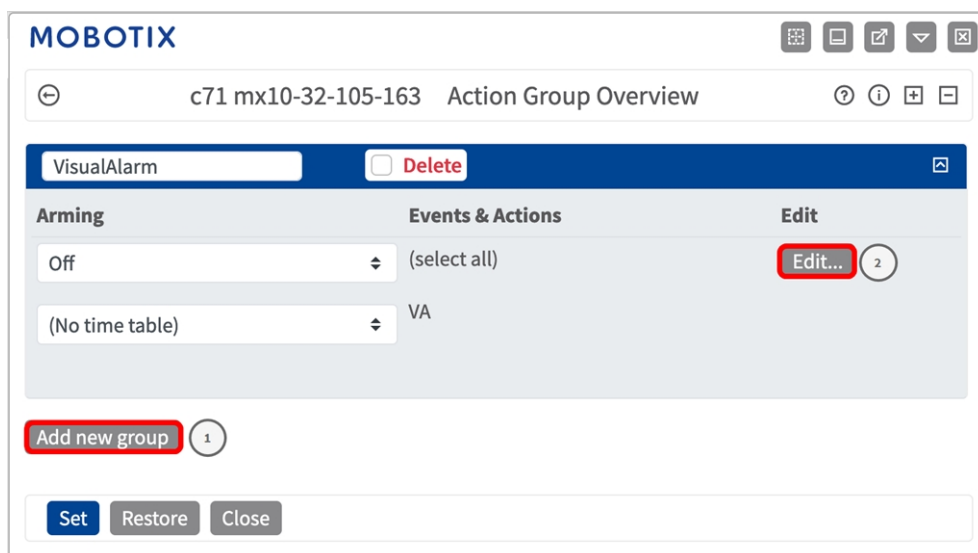 MOBOTIX
c71 mx10-32-105-163 Action Group Overview
VisualAlarm Delete
Arming Events & Actions Edit
Off (select all) Edit... 2
(No time table) VA
Add new group 1
Set Restore Close